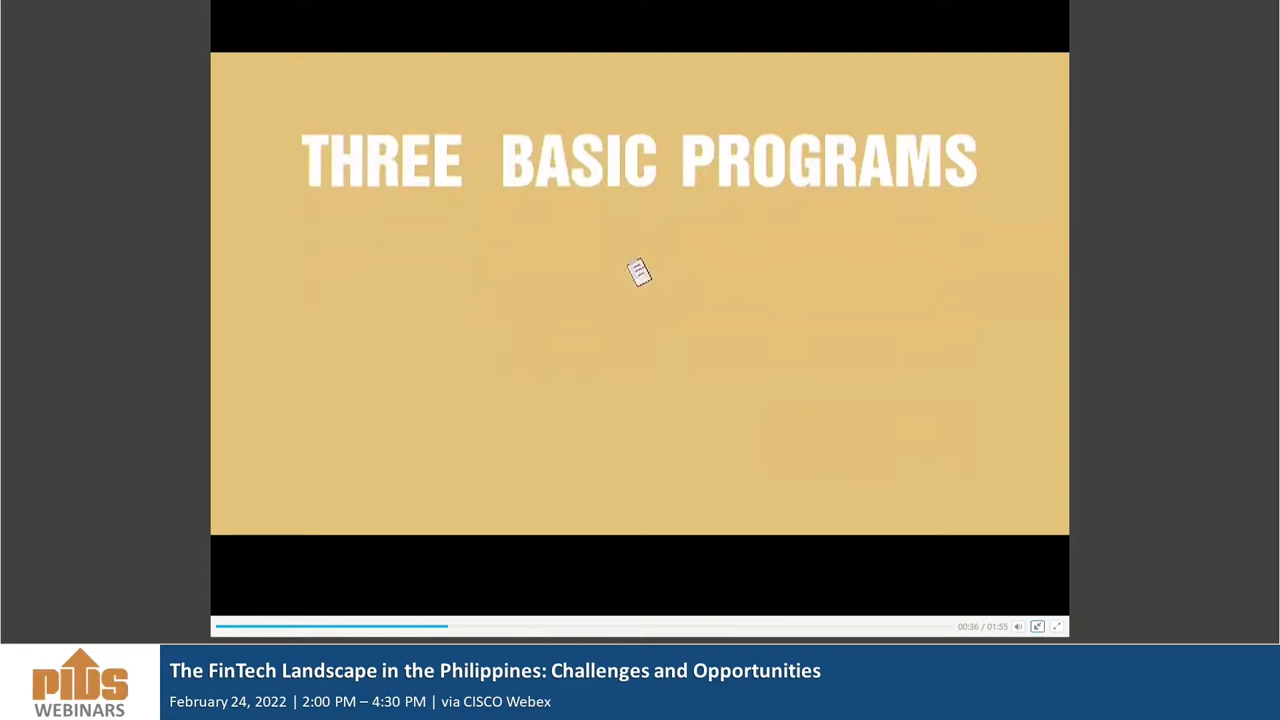 THREE BASIC PROGRAMS
00:36 / 01:55
PIDS
WEBINARS
The FinTech Landscape in the Philippines: Challenges and Opportunities
February 24, 2022 | 2:00 PM – 4:30 PM | via CISCO Webex